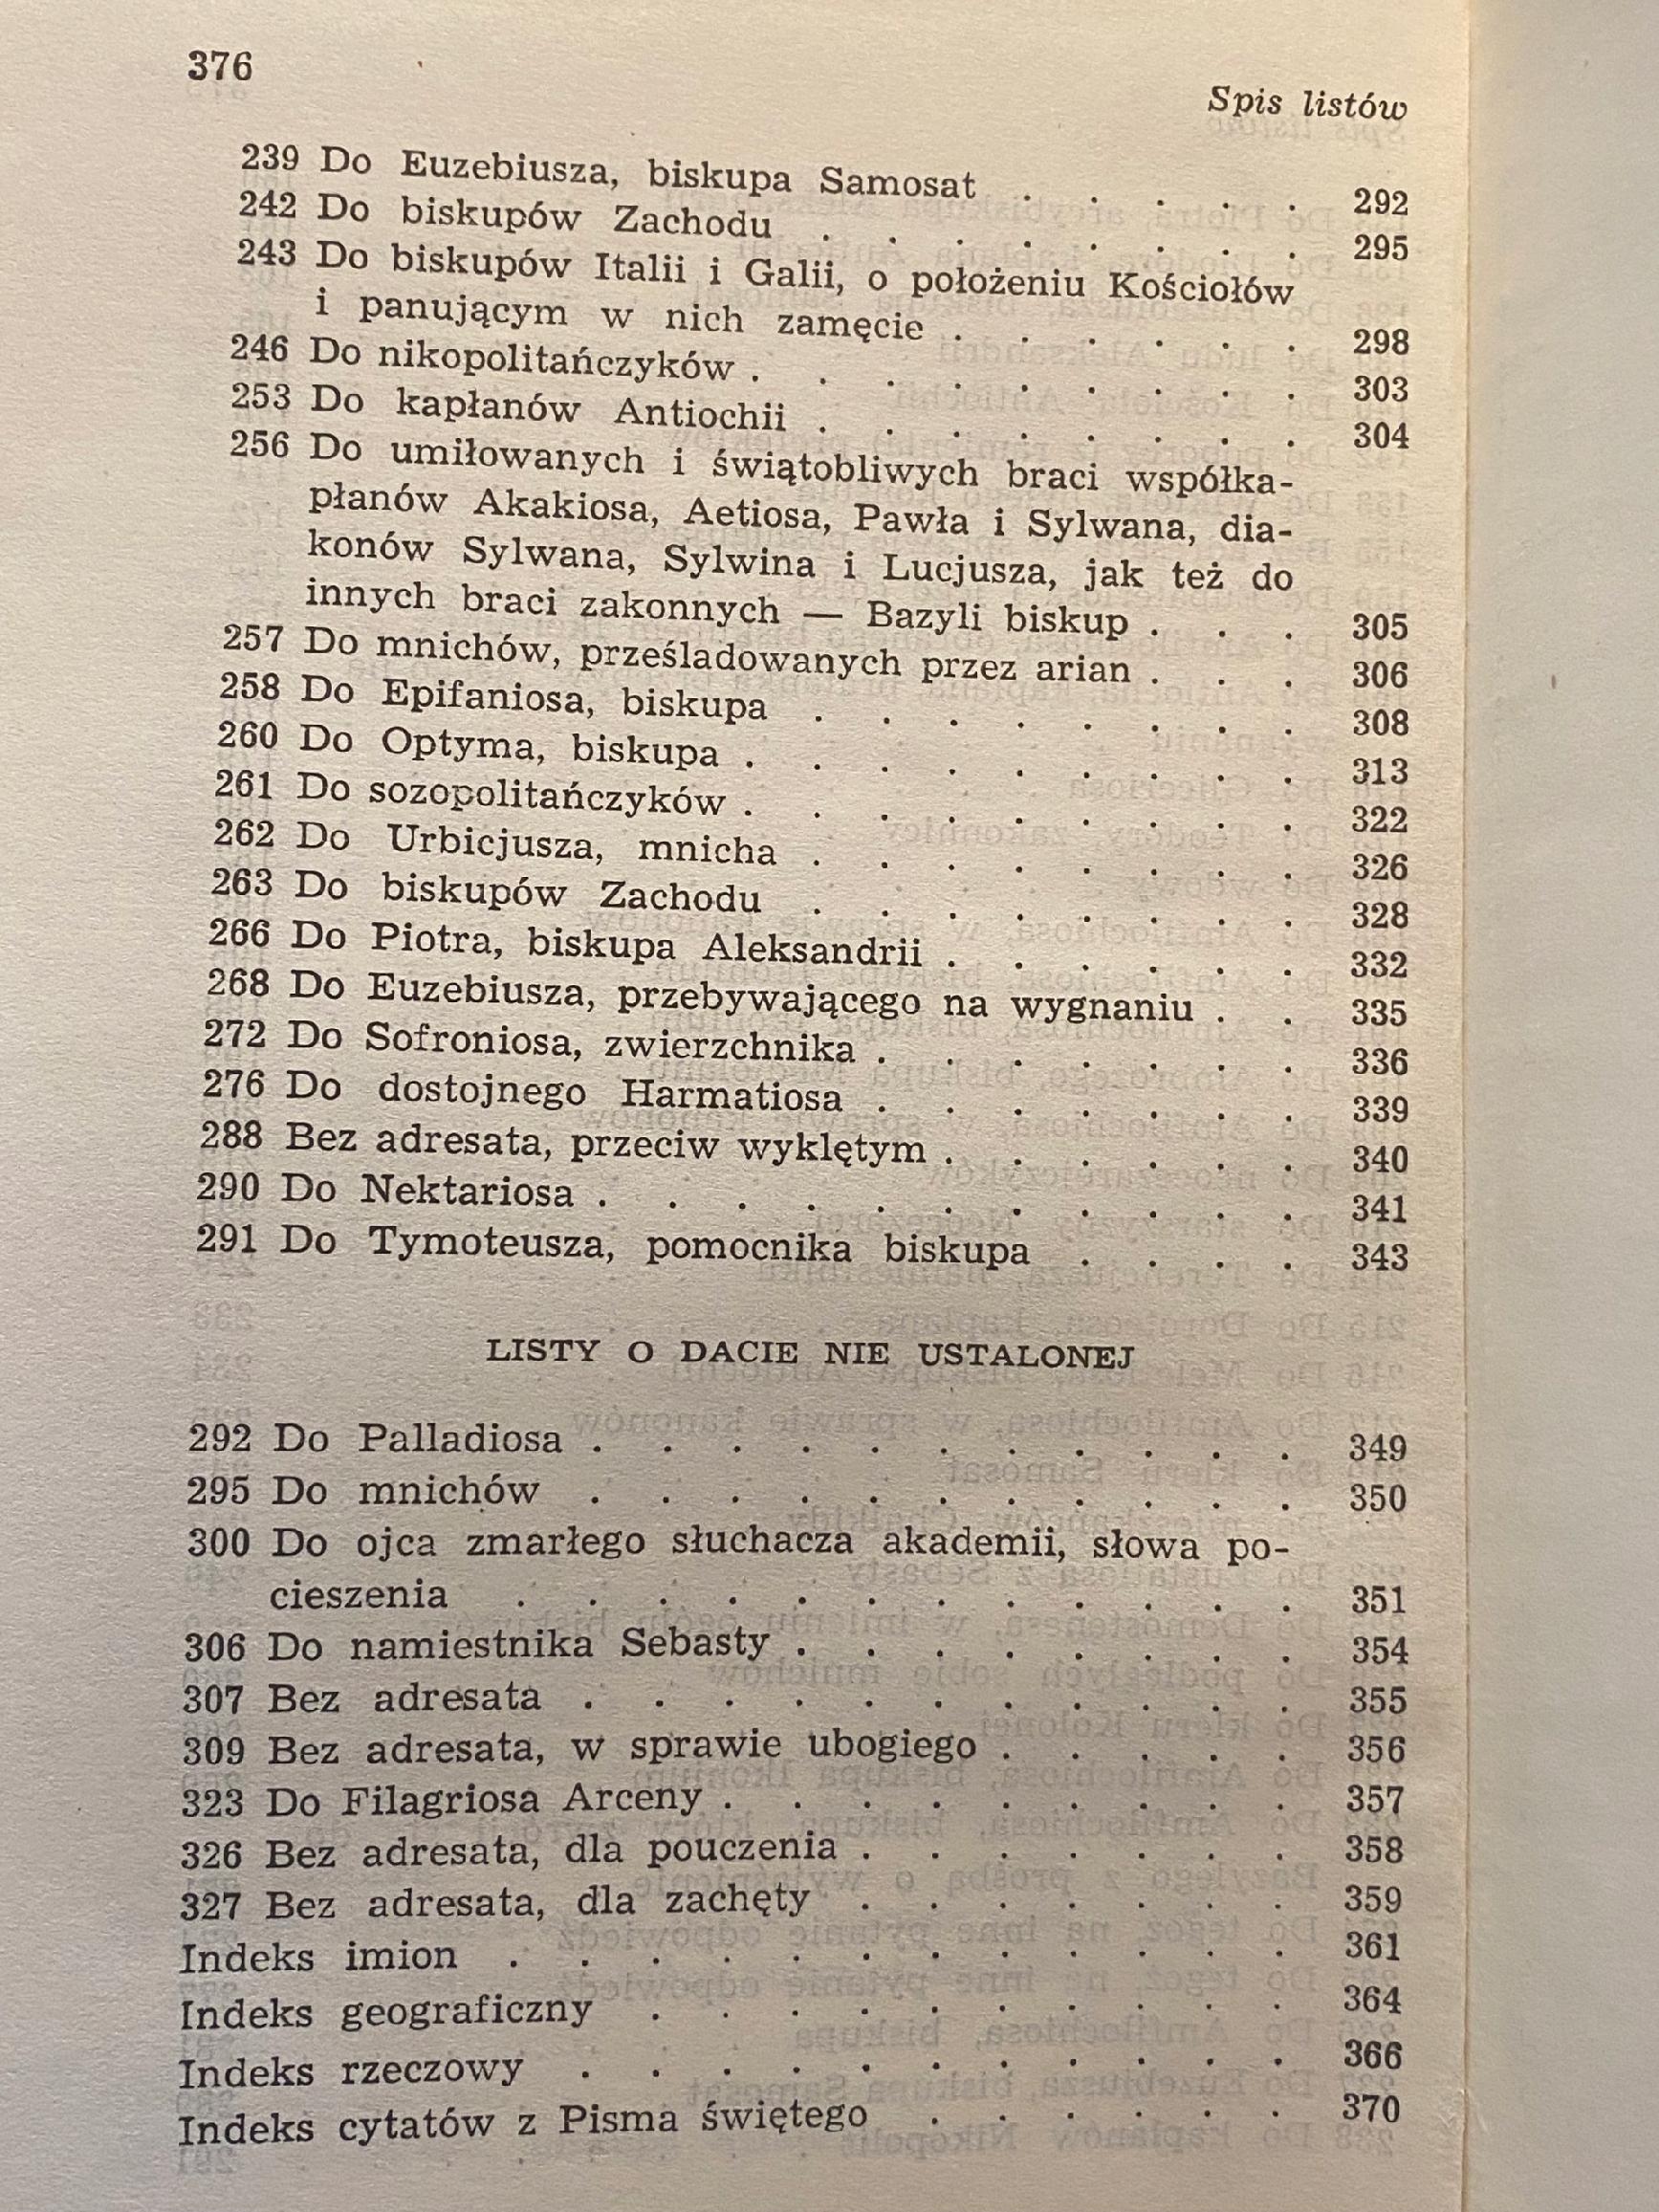 376
Spis listów
239 Do Euzebiusza, biskupa Samosat . . . . . 292
242 Do biskupów Zachodu . . . . . . . . 295
243 Do biskupów Italii i Galii, o położeniu Kościołów
i panującym w nich zamęcie . . . . . . 298
246 Do nikopolitańczyków . . . . . . . . . 303
253 Do kapłanów Antiochii . . . . . . . . 304
256 Do umiłowanych i świątobliwych braci współka-
płanów Akakiosa, Aetiosa, Pawła i Sylwana, dia-
konów Sylwana, Sylwina i Lucjusza, jak też do
innych braci zakonnych — Bazyli biskup . . . 305
257 Do mnichów, prześladowanych przez arian . . . 306
258 Do Epifaniosa, biskupa . . . . . . . . 308
260 Do Optyma, biskupa . . . . . . . . . 313
261 Do sozopolitańczyków . . . . . . . . . 322
262 Do Urbicjusza, mnicha . . . . . . . . 326
263 Do biskupów Zachodu . . . . . . . . 328
266 Do Piotra, biskupa Aleksandrii . . . . . . 332
268 Do Euzebiusza, przebywającego na wygnaniu . . 335
272 Do Sofroniosa, zwierzchnika . . . . . . . 336
276 Do dostojnego Harmatiosa . . . . . . . 339
288 Bez adresata, przeciw wyklętym . . . . . . 340
290 Do Nektariosa . . . . . . . . . . . 341
291 Do Tymoteusza, pomocnika biskupa . . . . 343
LISTY O DACIE NIE USTALONEJ
292 Do Palladiosa . . . . . . . . . . . 349
295 Do mnichów . . . . . . . . . . . 350
300 Do ojca zmarłego słuchacza akademii, słowa po-
cieszenia . . . . . . . . . . . . 351
306 Do namiestnika Sebasty . . . . . . . . 354
307 Bez adresata . . . . . . . . . . . 355
309 Bez adresata, w sprawie ubogiego . . . . . 356
323 Do Filagriosa Arceny . . . . . . . . . 357
326 Bez adresata, dla pouczenia . . . . . . . 358
327 Bez adresata, dla zachęty . . . . . . . 359
Indeks imion . . . . . . . . . . . . 361
Indeks geograficzny . . . . . . . . . . 364
Indeks rzeczowy . . . . . . . . . . . 366
Indeks cytatów z Pisma świętego . . . . . . 370